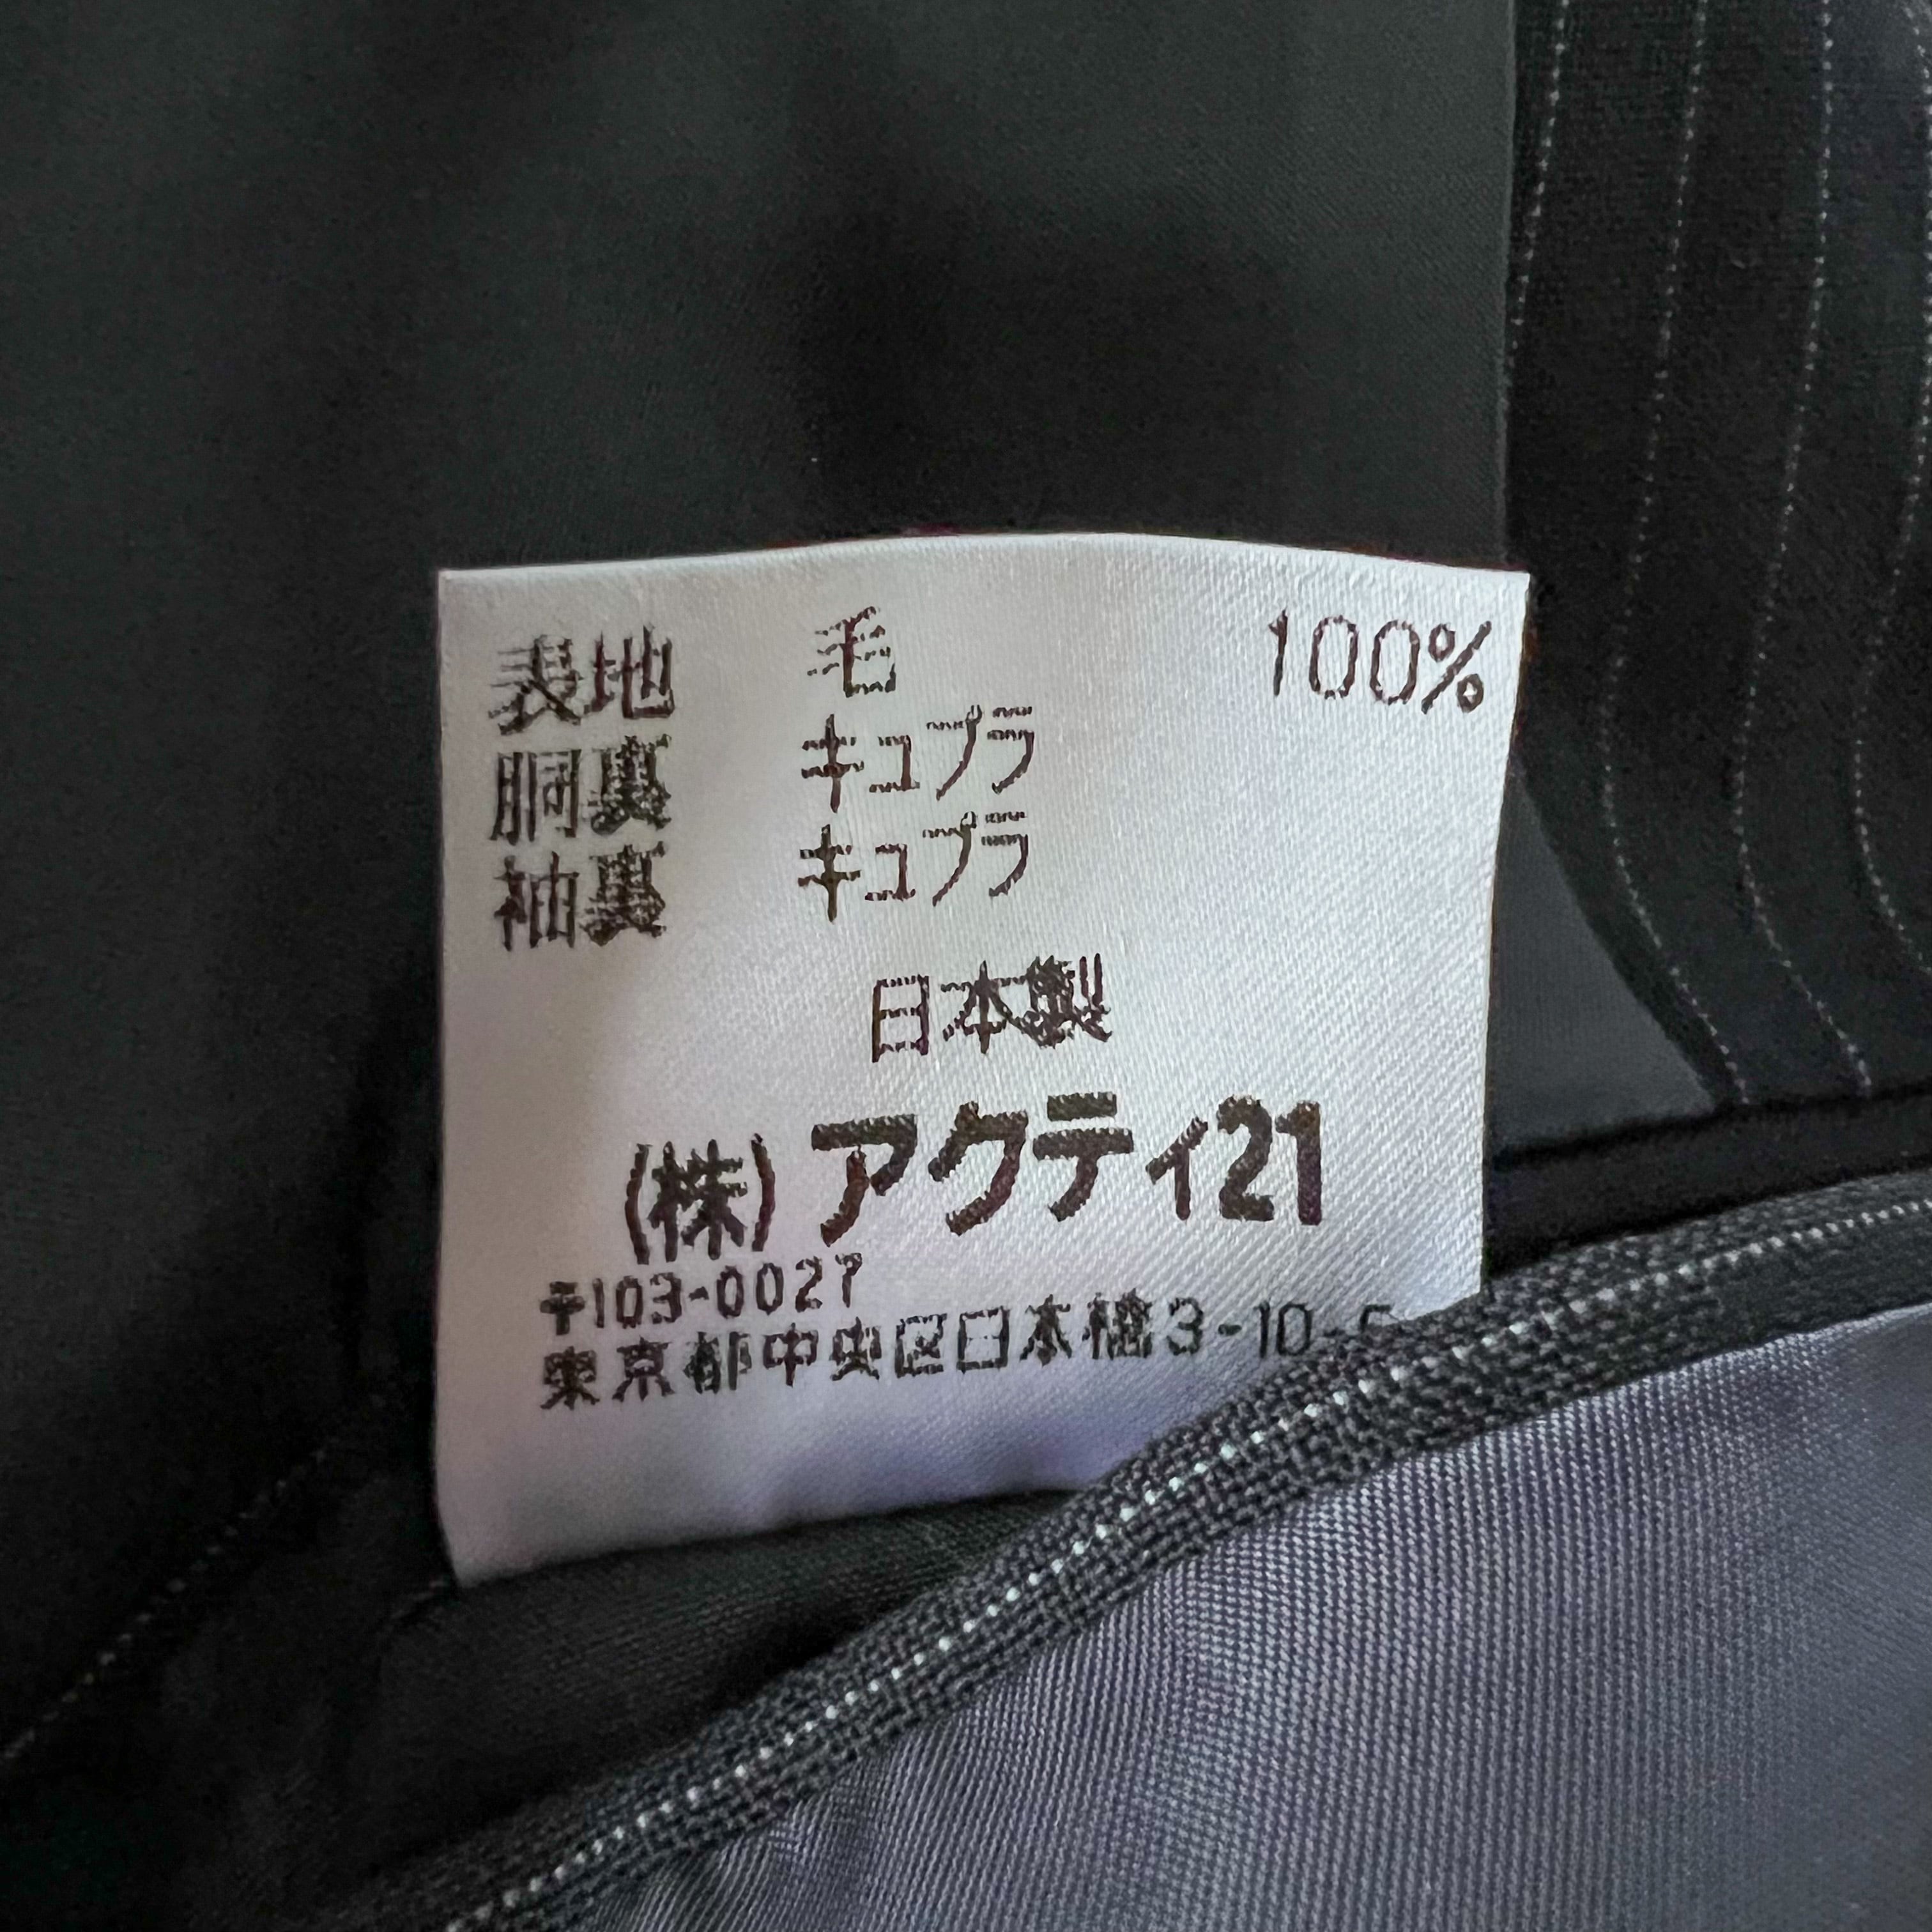 表地 毛 100%
胴裏 キュプラ
袖裏 キュプラ
日本製
(株) アクティ21
〒103-0027
東京都中央区日本橋3-10-